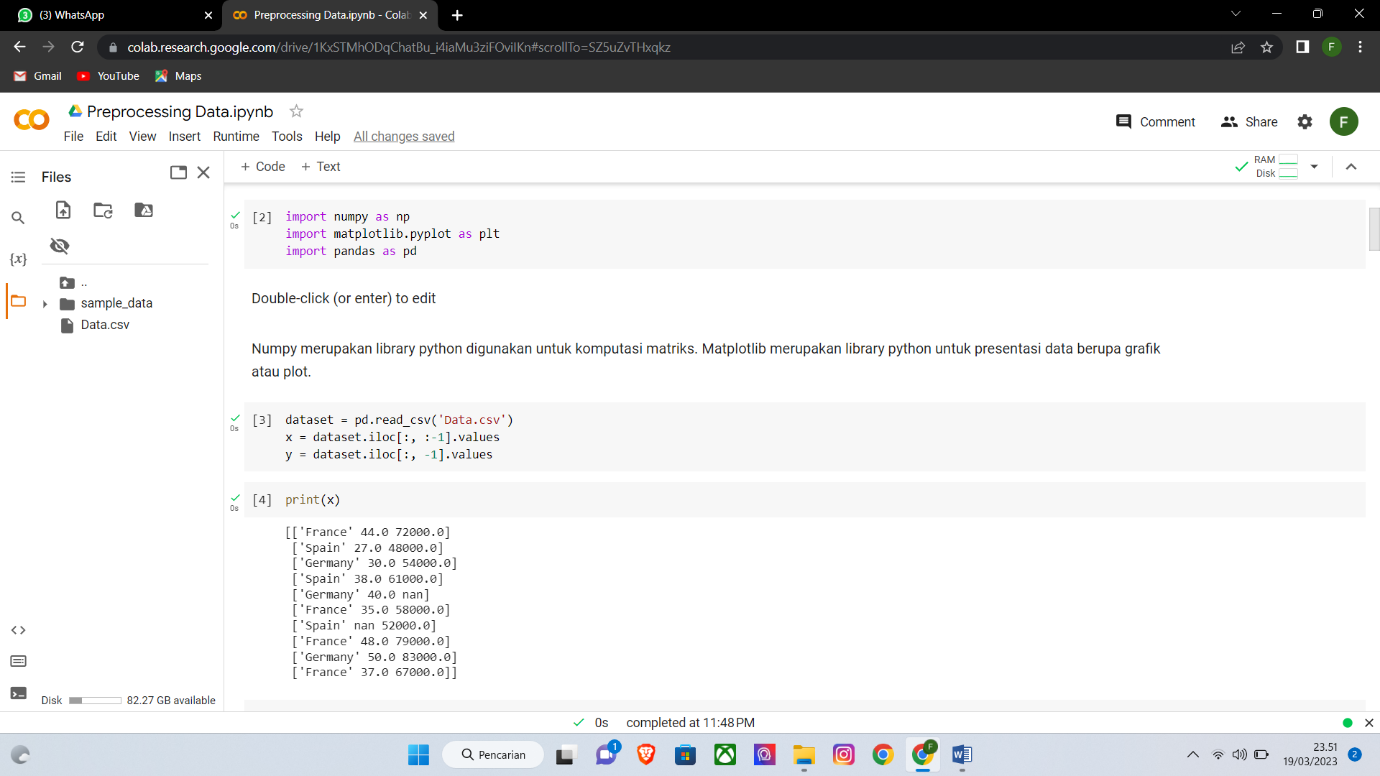 (3) WhatsApp
Preprocessing Data.ipynb - Colab
colab.research.google.com/drive/1KxSTMhODqChatBu_i4iaMu3ziFOviIKn#scrollTo=SZ5uZvTHxqkz
F
Gmail YouTube Maps
Preprocessing Data.ipynb
File Edit View Insert Runtime Tools Help All changes saved
Comment Share F
Files
+ Code + Text
RAM
Disk
{x}
..
sample_data
Data.csv
0s [2] import numpy as np
import matplotlib.pyplot as plt
import pandas as pd
Double-click (or enter) to edit
Numpy merupakan library python digunakan untuk komputasi matriks. Matplotlib merupakan library python untuk presentasi data berupa grafik
atau plot.
0s [3] dataset = pd.read_csv('Data.csv')
x = dataset.iloc[:, :-1].values
y = dataset.iloc[:, -1].values
0s [4] print(x)
[['France' 44.0 72000.0]
['Spain' 27.0 48000.0]
['Germany' 30.0 54000.0]
['Spain' 38.0 61000.0]
['Germany' 40.0 nan]
['France' 35.0 58000.0]
['Spain' nan 52000.0]
['France' 48.0 79000.0]
['Germany' 50.0 83000.0]
['France' 37.0 67000.0]]
Disk 82.27 GB available
0s completed at 11:48 PM
Pencarian
1
F
23.51
19/03/2023
2